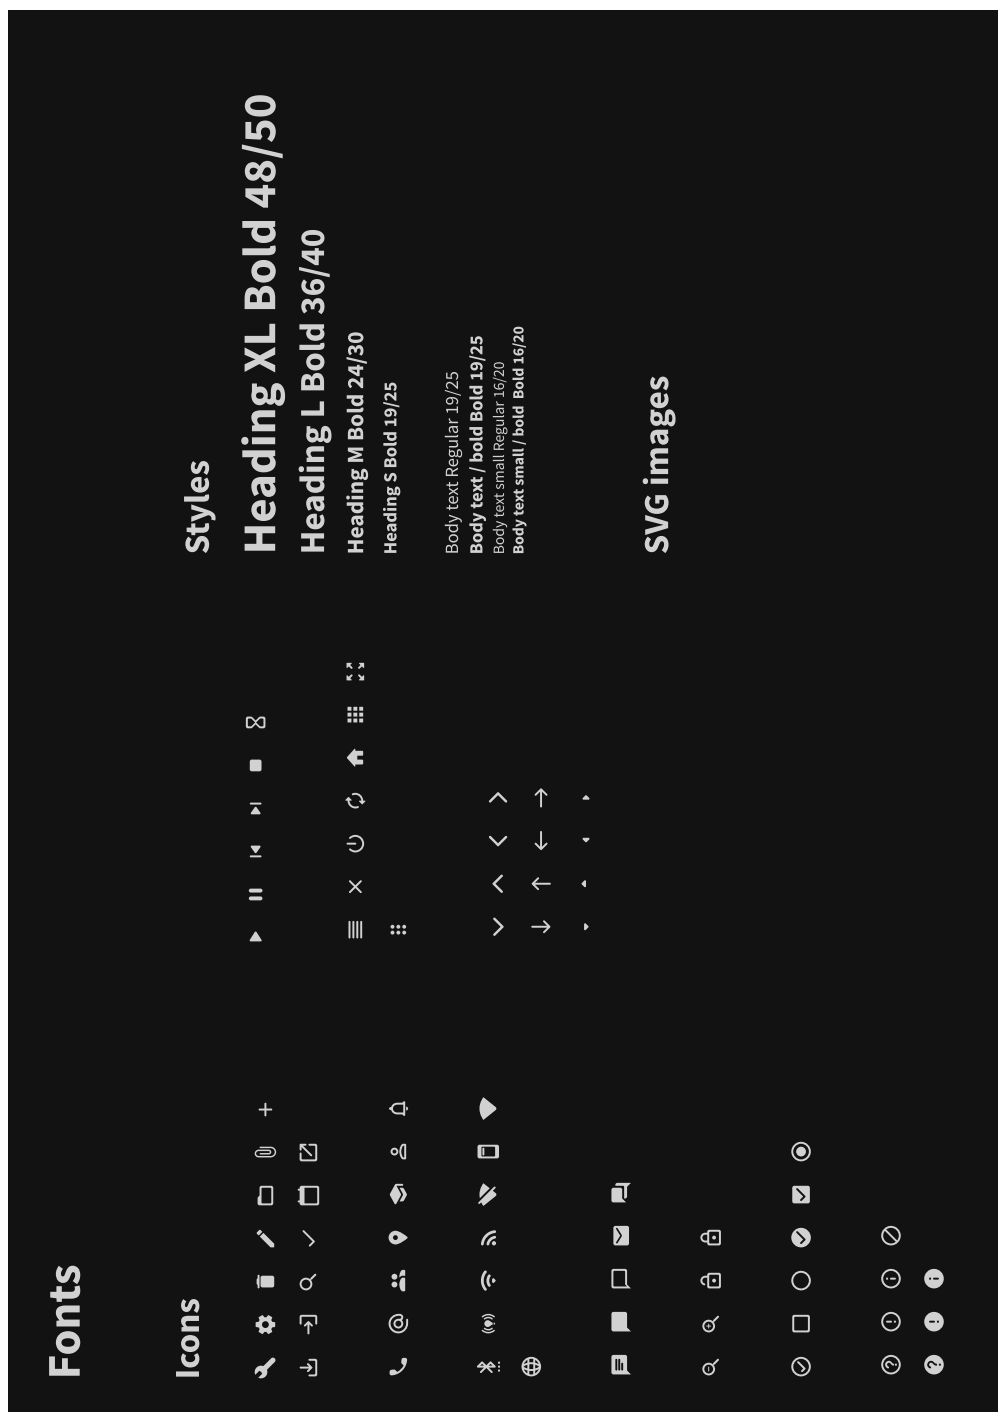 Fonts
Icons
Styles
Heading XL Bold 48/50
Heading L Bold 36/40
Heading M Bold 24/30
Heading S Bold 19/25
Body text Regular 19/25
Body text / bold Bold 19/25
Body text small Regular 16/20
Body text small / bold Bold 16/20
SVG images